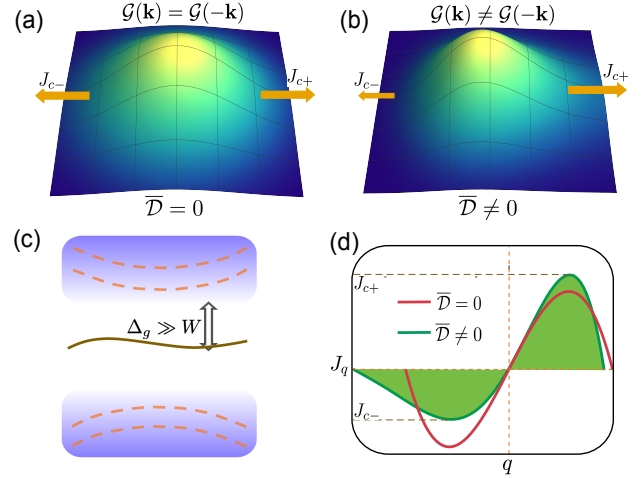 (a)
𝒢(𝐤) = 𝒢(-𝐤)
J_{c-}
J_{c+}
𝒟̅ = 0
(b)
𝒢(𝐤) ≠ 𝒢(-𝐤)
J_{c-}
J_{c+}
𝒟̅ ≠ 0
(c)
Δ_g ≫ W
(d)
J_{c+}
𝒟̅ = 0
𝒟̅ ≠ 0
J_q
J_{c-}
q